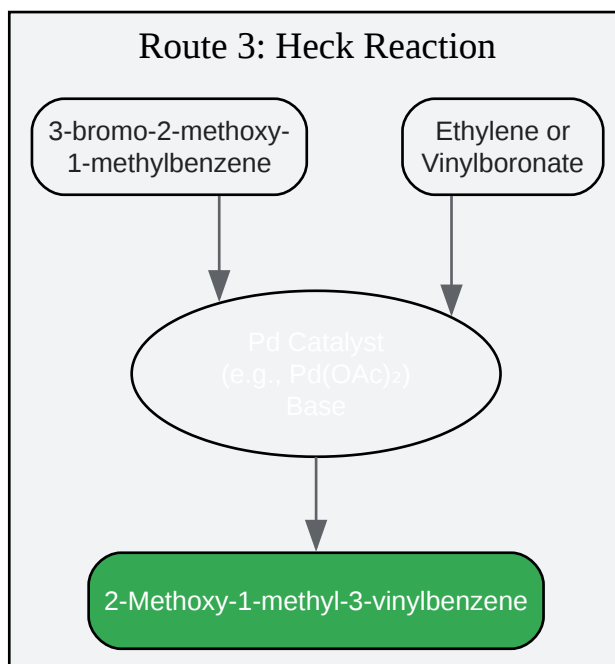 Route 3: Heck Reaction
3-bromo-2-methoxy-
1-methylbenzene
Ethylene or
Vinylboronate
Pd Catalyst
(e.g., Pd(OAc)₂)
Base
2-Methoxy-1-methyl-3-vinylbenzene